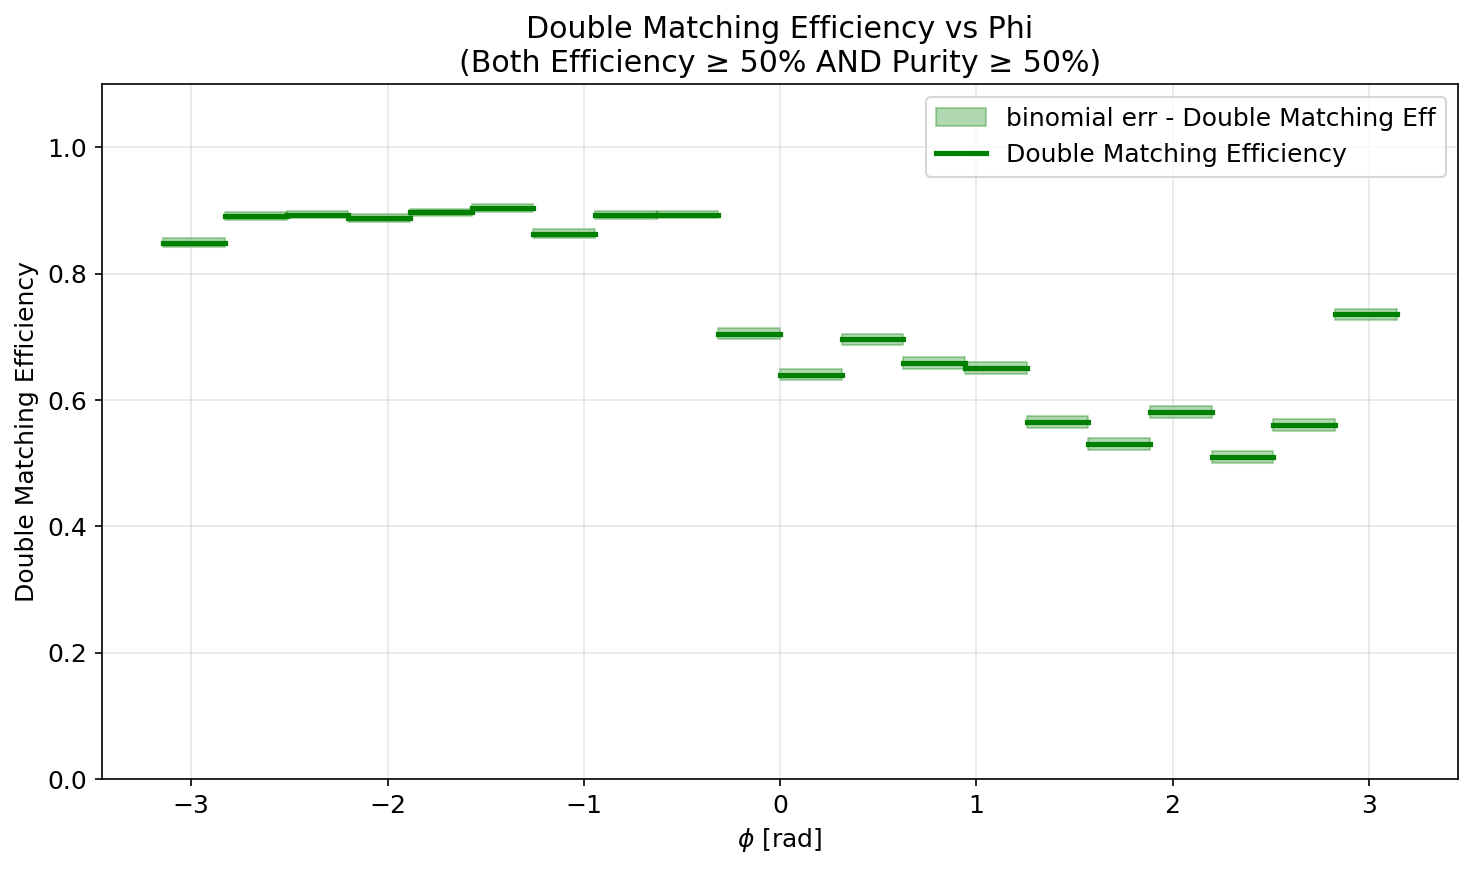 Double Matching Efficiency vs Phi
(Both Efficiency ≥ 50% AND Purity ≥ 50%)
binomial err - Double Matching Eff
Double Matching Efficiency
Double Matching Efficiency
1.0
0.8
0.6
0.4
0.2
0.0
−3 −2 −1 0 1 2 3
ϕ [rad]